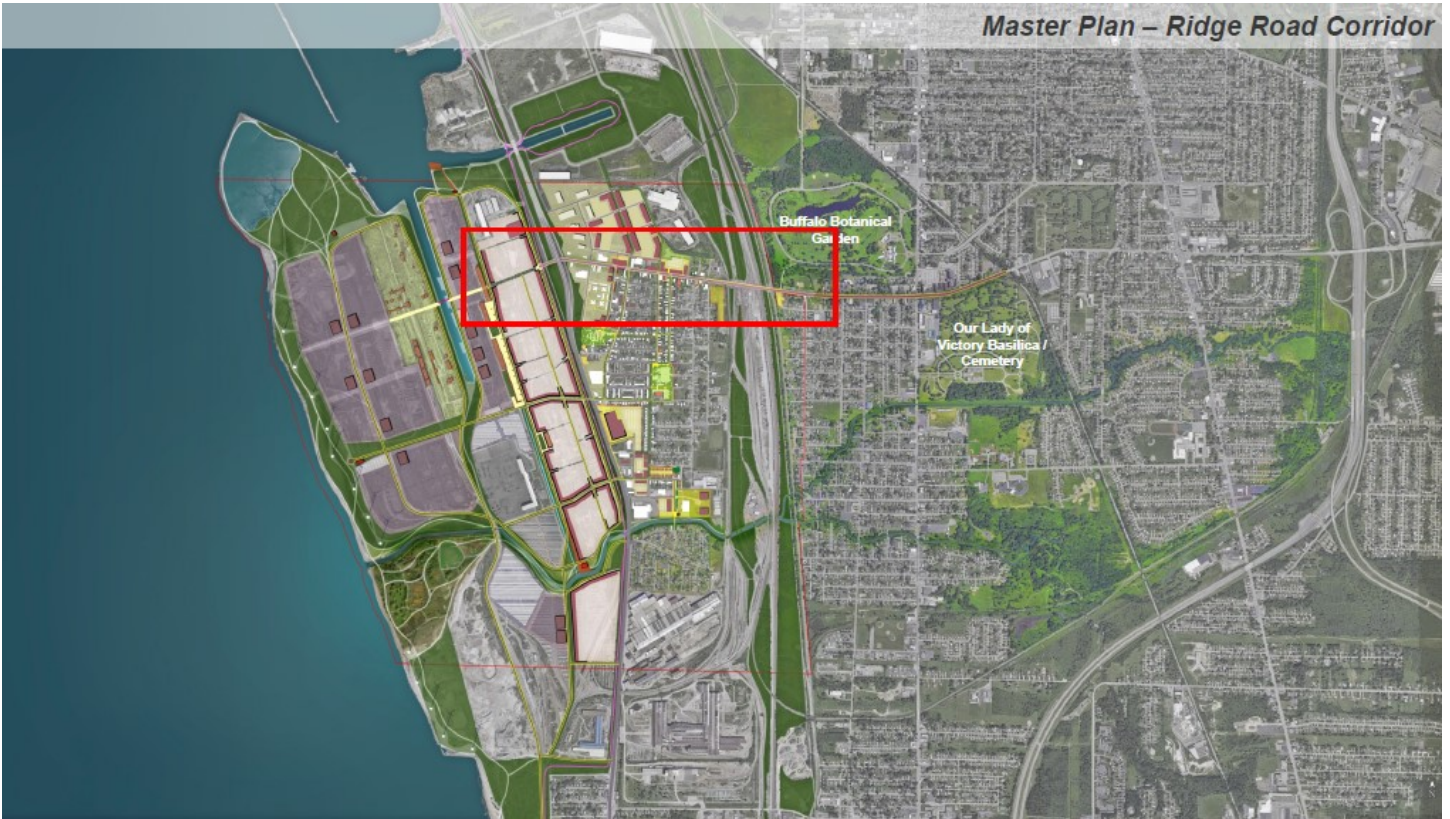 Master Plan – Ridge Road Corridor
Buffalo Botanical
Garden
Our Lady of
Victory Basilica /
Cemetery